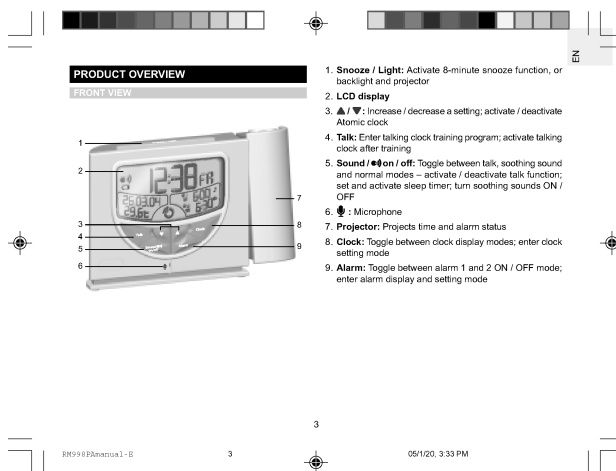 EN
PRODUCT OVERVIEW
FRONT VIEW
1
2
3
4
5
6
7
8
9
12:38 FR
26.03.04
6:00
6:30
Talk
Clock
1. Snooze / Light: Activate 8-minute snooze function, or
backlight and projector
2. LCD display
3. ▲ / ▼: Increase / decrease a setting; activate / deactivate
Atomic clock
4. Talk: Enter talking clock training program; activate talking
clock after training
5. Sound / on / off: Toggle between talk, soothing sound
and normal modes – activate / deactivate talk function;
set and activate sleep timer; turn soothing sounds ON /
OFF
6. : Microphone
7. Projector: Projects time and alarm status
8. Clock: Toggle between clock display modes; enter clock
setting mode
9. Alarm: Toggle between alarm 1 and 2 ON / OFF mode;
enter alarm display and setting mode
3
RM998PAmanual-E
3
05/1/20, 3:33 PM